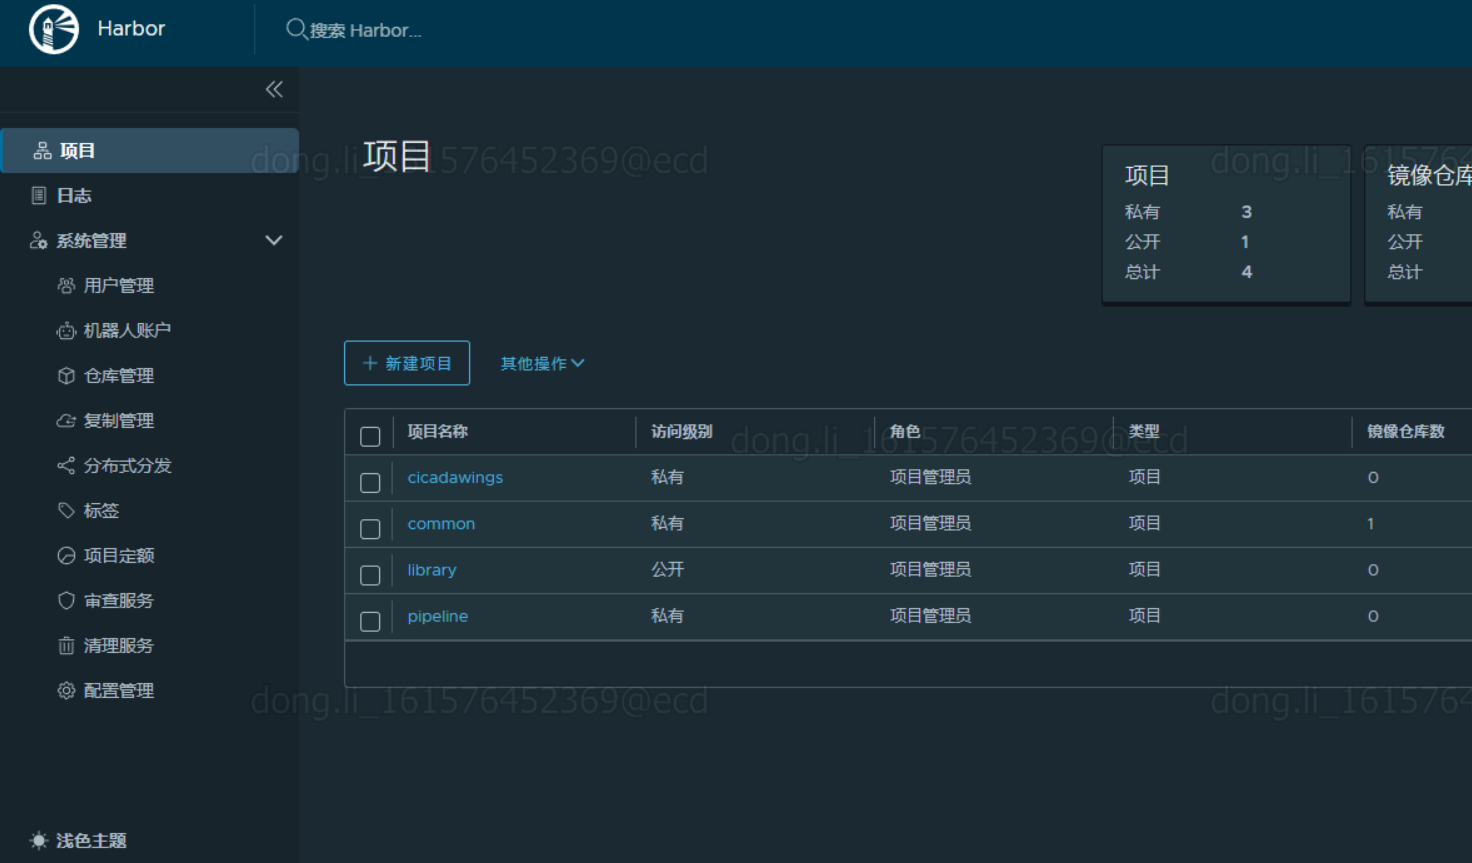 Harbor
搜索 Harbor...
项目
日志
系统管理
用户管理
机器人账户
仓库管理
复制管理
分布式分发
标签
项目定额
审查服务
清理服务
配置管理
浅色主题
项目
dong.li_1576452369@ecd
dong.li_1615764
项目
私有 3
公开 1
总计 4
镜像仓库
私有
公开
总计
+ 新建项目 其他操作
项目名称 访问级别 角色 类型 镜像仓库数
dong.li_161576452369@ecd
cicadawings 私有 项目管理员 项目 0
common 私有 项目管理员 项目 1
library 公开 项目管理员 项目 0
pipeline 私有 项目管理员 项目 0
dong.li_161576452369@ecd
dong.li_1615764